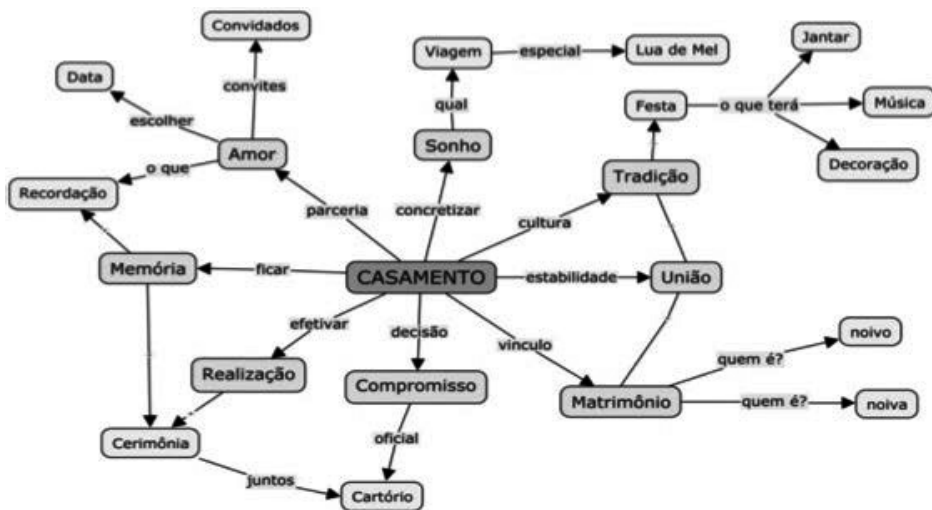 Convidados
Jantar
Viagem
especial
Lua de Mel
Data
convites
Música
Festa
o que terá
qual
escolher
Amor
Sonho
Decoração
o que
Tradição
Recordação
parceria
concretizar
cultura
Memória
ficar
CASAMENTO
estabilidade
União
efetivar
decisão
vinculo
noivo
quem é?
Realização
Compromisso
Matrimônio
quem é?
noiva
Cerimônia
oficial
juntos
Cartório